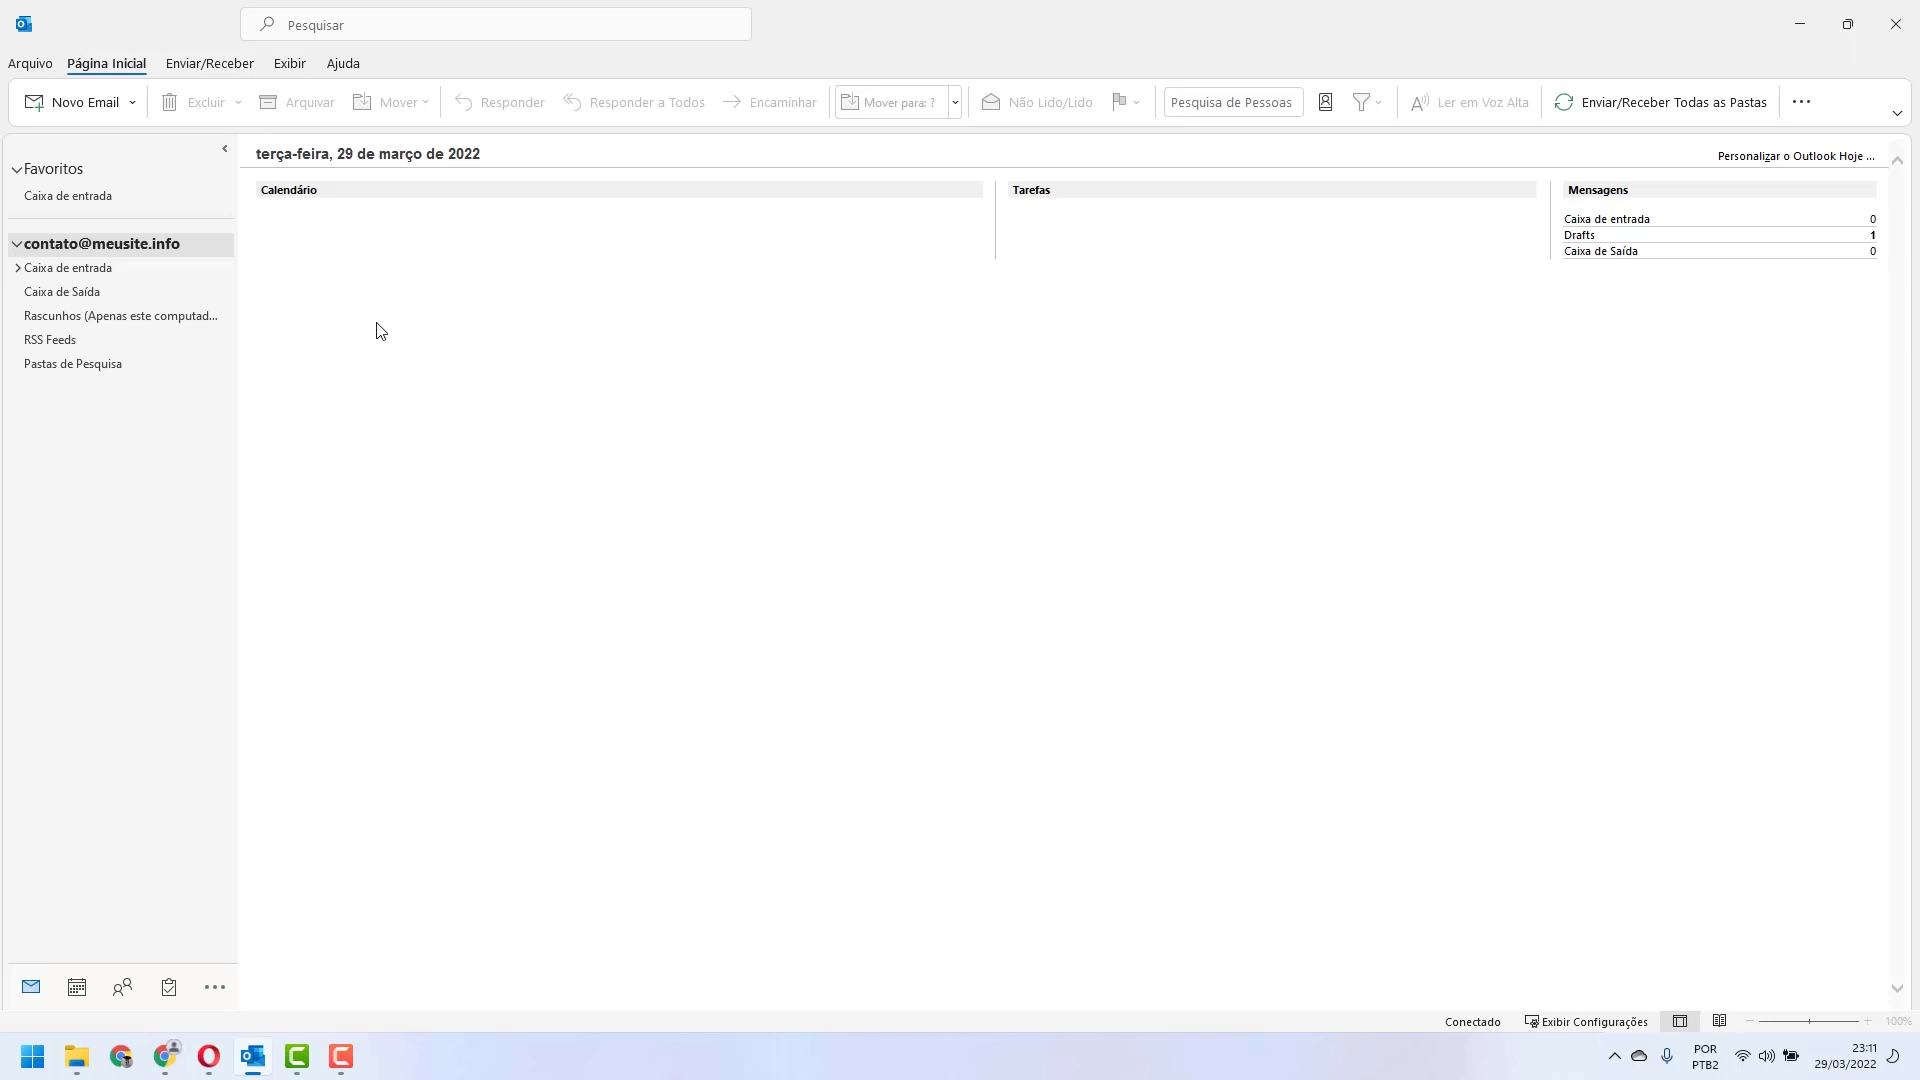 Pesquisar
Arquivo Página Inicial Enviar/Receber Exibir Ajuda
Novo Email Excluir Arquivar Mover Responder Responder a Todos Encaminhar Mover para: ? Não Lido/Lido Pesquisa de Pessoas Ler em Voz Alta Enviar/Receber Todas as Pastas
Favoritos
Caixa de entrada
contato@meusite.info
Caixa de entrada
Caixa de Saída
Rascunhos (Apenas este computad...
RSS Feeds
Pastas de Pesquisa
terça-feira, 29 de março de 2022
Personalizar o Outlook Hoje ...
Calendário
Tarefas
Mensagens
Caixa de entrada 0
Drafts 1
Caixa de Saída 0
Conectado Exibir Configurações 100%
POR
PTB2
23:11
29/03/2022